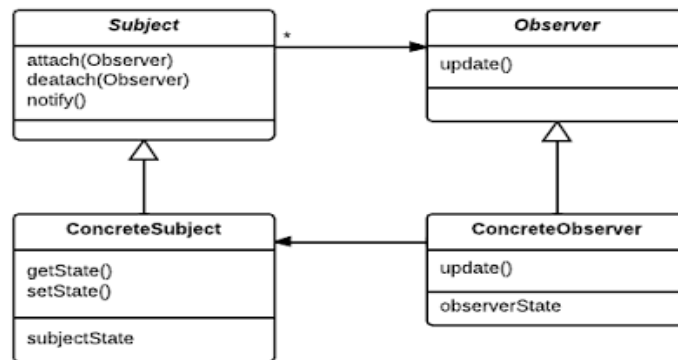 Subject
attach(Observer)
deatach(Observer)
notify()
*
Observer
update()
ConcreteSubject
getState()
setState()
subjectState
ConcreteObserver
update()
observerState